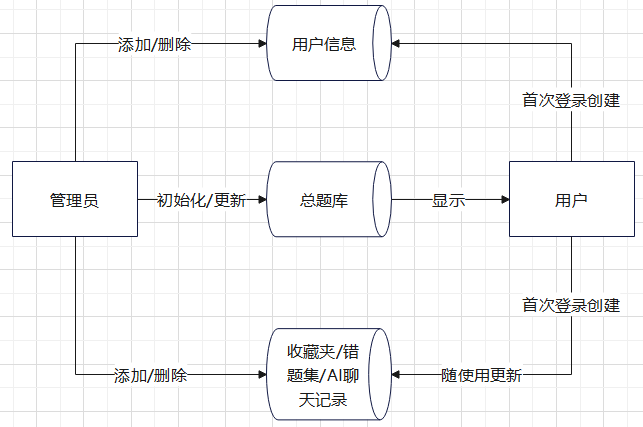 添加/删除
用户信息
首次登录创建
管理员
初始化/更新
总题库
显示
用户
首次登录创建
添加/删除
收藏夹/错
题集/AI聊
天记录
随使用更新